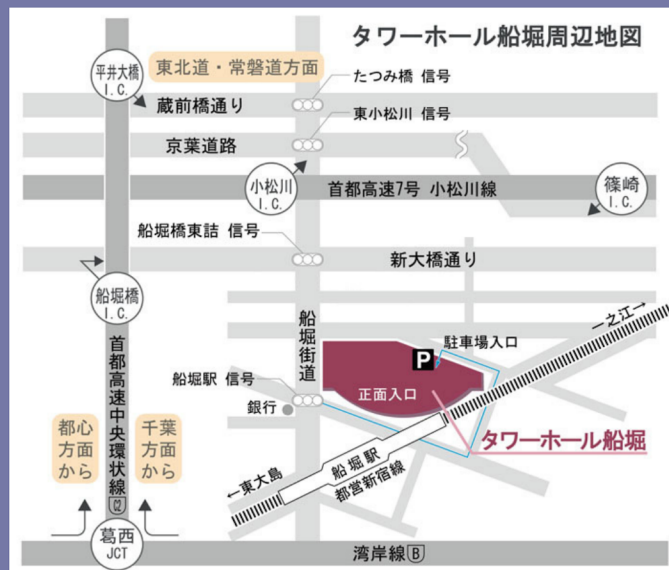 タワーホール船堀周辺地図
平井大橋
I.C.
東北道・常磐道方面
たつみ橋 信号
蔵前橋通り
東小松川 信号
京葉道路
小松川
I.C.
首都高速7号 小松川線
篠崎
I.C.
船堀橋東詰 信号
新大橋通り
船堀橋
I.C.
船堀街道
一之江→
駐車場入口
P
首都高速中央環状線
C2
船堀駅 信号
正面入口
銀行
都心
方面
から
千葉
方面
から
タワーホール船堀
船堀駅
都営新宿線
←東大島
葛西
JCT
湾岸線B